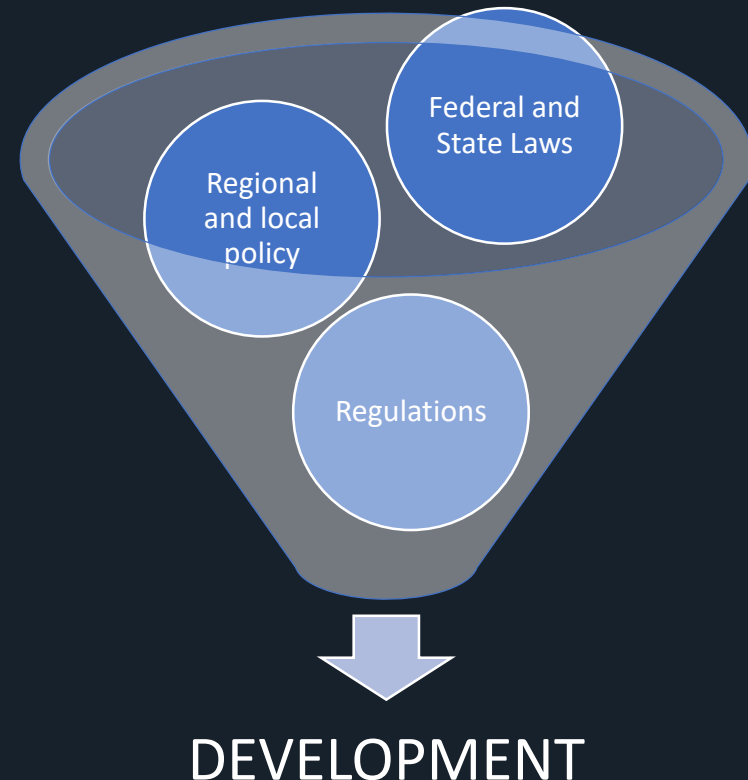 Federal and
State Laws
Regional
and local
policy
Regulations
DEVELOPMENT